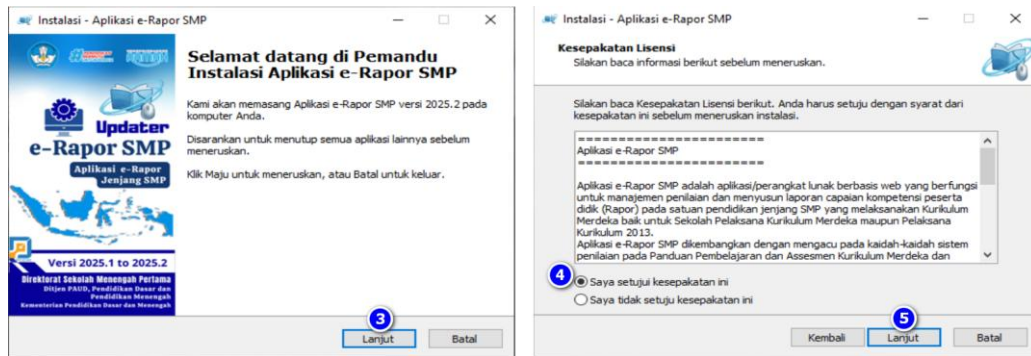 Instalasi - Aplikasi e-Rapor SMP
Updater
e-Rapor SMP
Aplikasi e-Rapor
Jenjang SMP
Versi 2025.1 to 2025.2
Direktorat Sekolah Menengah Pertama
Ditjen PAUD, Pendidikan Dasar dan
Pendidikan Menengah
Kementerian Pendidikan Dasar dan Menengah
Selamat datang di Pemandu
Instalasi Aplikasi e-Rapor SMP
Kami akan memasang Aplikasi e-Rapor SMP versi 2025.2 pada
komputer Anda.
Disarankan untuk menutup semua aplikasi lainnya sebelum
meneruskan.
Klik Maju untuk meneruskan, atau Batal untuk keluar.
3
Lanjut
Batal
Instalasi - Aplikasi e-Rapor SMP
Kesepakatan Lisensi
Silakan baca informasi berikut sebelum meneruskan.
Silakan baca Kesepakatan Lisensi berikut. Anda harus setuju dengan syarat dari
kesepakatan ini sebelum meneruskan instalasi.
========================
Aplikasi e-Rapor SMP
========================
Aplikasi e-Rapor SMP adalah aplikasi/perangkat lunak berbasis web yang berfungsi
untuk manajemen penilaian dan menyusun laporan capaian kompetensi peserta
didik (Rapor) pada satuan pendidikan jenjang SMP yang melaksanakan Kurikulum
Merdeka baik untuk Sekolah Pelaksana Kurikulum Merdeka maupun Pelaksana
Kurikulum 2013.
Aplikasi e-Rapor SMP dikembangkan dengan mengacu pada kaidah-kaidah sistem
penilaian pada Panduan Pembelajaran dan Assesmen Kurikulum Merdeka dan
4
Saya setujui kesepakatan ini
Saya tidak setuju kesepakatan ini
5
Kembali
Lanjut
Batal